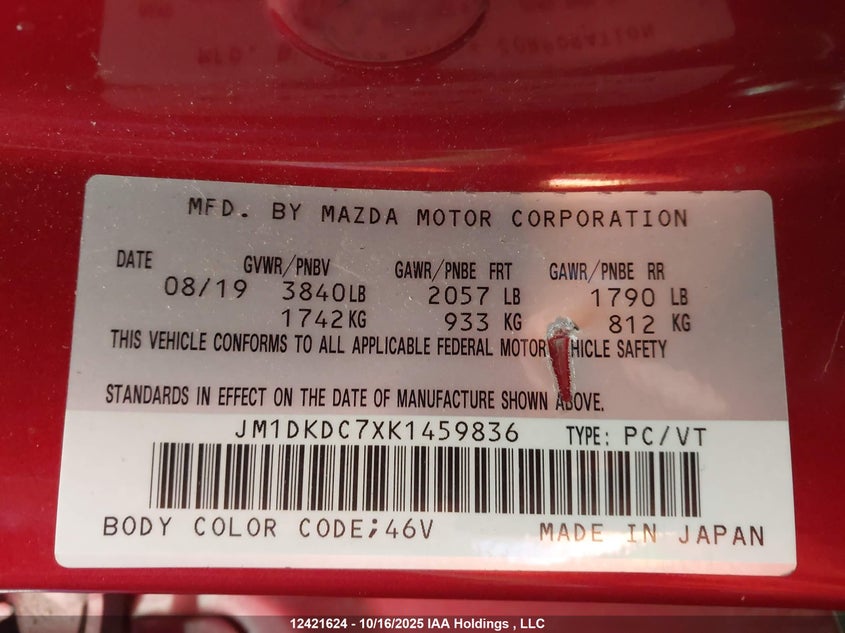 MFD. BY MAZDA MOTOR CORPORATION
DATE GVWR/PNBV GAWR/PNBE FRT GAWR/PNBE RR
08/19 3840LB 2057 LB 1790 LB
1742KG 933 KG 812 KG
THIS VEHICLE CONFORMS TO ALL APPLICABLE FEDERAL MOTOR HICLE SAFETY
STANDARDS IN EFFECT ON THE DATE OF MANUFACTURE SHOWN ABOVE.
JM1DKDC7XK1459836 TYPE: PC/VT
BODY COLOR CODE;46V MADE IN JAPAN
12421624 - 10/16/2025 IAA Holdings , LLC